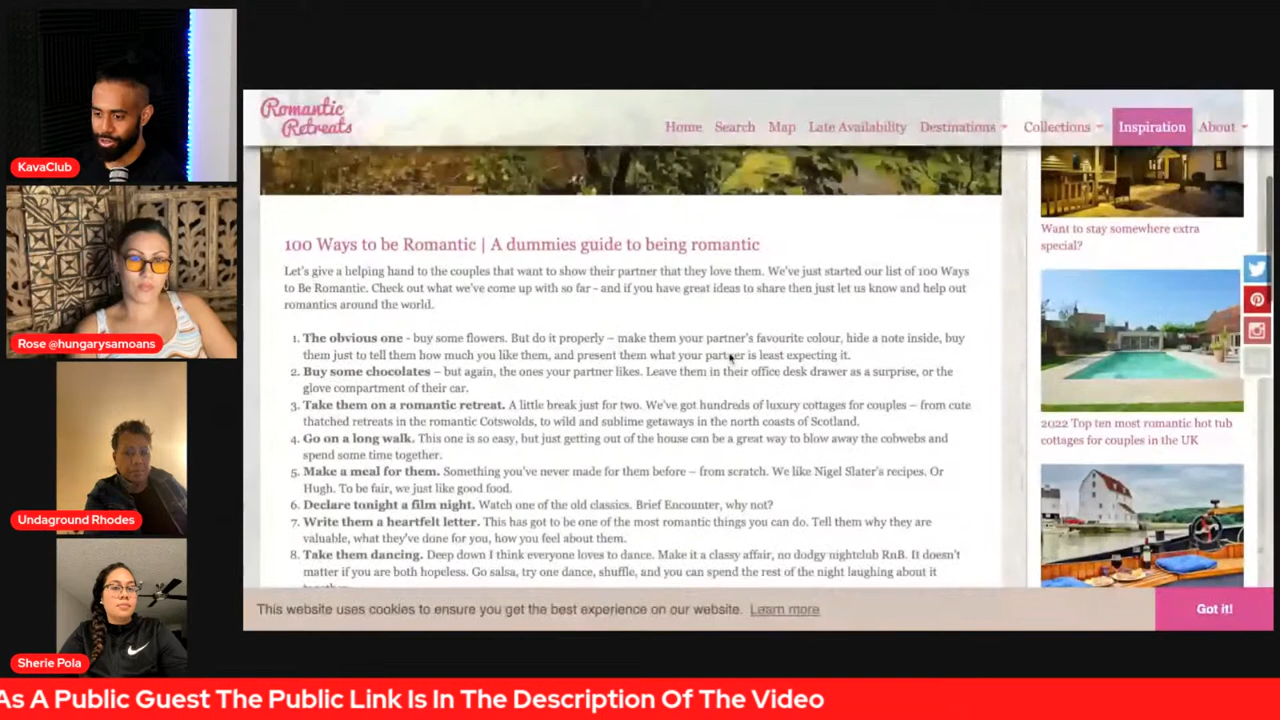 KavaClub
Rose @hungarysamoans
Undaground Rhodes
Sherie Pola
Romantic
Retreats
Home Search Map Late Availability Destinations Collections Inspiration About
100 Ways to be Romantic | A dummies guide to being romantic
Let's give a helping hand to the couples that want to show their partner that they love them. We've just started our list of 100 Ways
to Be Romantic. Check out what we've come up with so far - and if you have great ideas to share then just let us know and help out
romantics around the world.
1. The obvious one - buy some flowers. But do it properly – make them your partner's favourite colour, hide a note inside, buy
them just to tell them how much you like them, and present them what your partner is least expecting it.
2. Buy some chocolates – but again, the ones your partner likes. Leave them in their office desk drawer as a surprise, or the
glove compartment of their car.
3. Take them on a romantic retreat. A little break just for two. We've got hundreds of luxury cottages for couples – from cute
thatched retreats in the romantic Cotswolds, to wild and sublime getaways in the north coasts of Scotland.
4. Go on a long walk. This one is so easy, but just getting out of the house can be a great way to blow away the cobwebs and
spend some time together.
5. Make a meal for them. Something you've never made for them before – from scratch. We like Nigel Slater's recipes. Or
Hugh. To be fair, we just like good food.
6. Declare tonight a film night. Watch one of the old classics. Brief Encounter, why not?
7. Write them a heartfelt letter. This has got to be one of the most romantic things you can do. Tell them why they are
valuable, what they've done for you, how you feel about them.
8. Take them dancing. Deep down I think everyone loves to dance. Make it a classy affair, no dodgy nightclub RnB. It doesn't
matter if you are both hopeless. Go salsa, try one dance, shuffle, and you can spend the rest of the night laughing about it
Want to stay somewhere extra
special?
2022 Top ten most romantic hot tub
cottages for couples in the UK
This website uses cookies to ensure you get the best experience on our website. Learn more
Got it!
As A Public Guest The Public Link Is In The Description Of The Video